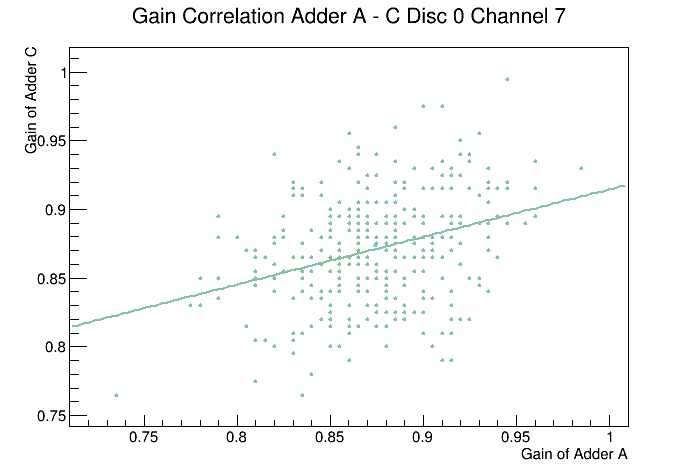 Gain Correlation Adder A - C Disc 0 Channel 7
Gain of Adder C
1
0.95
0.9
0.85
0.8
0.75
0.75 0.8 0.85 0.9 0.95 1
Gain of Adder A